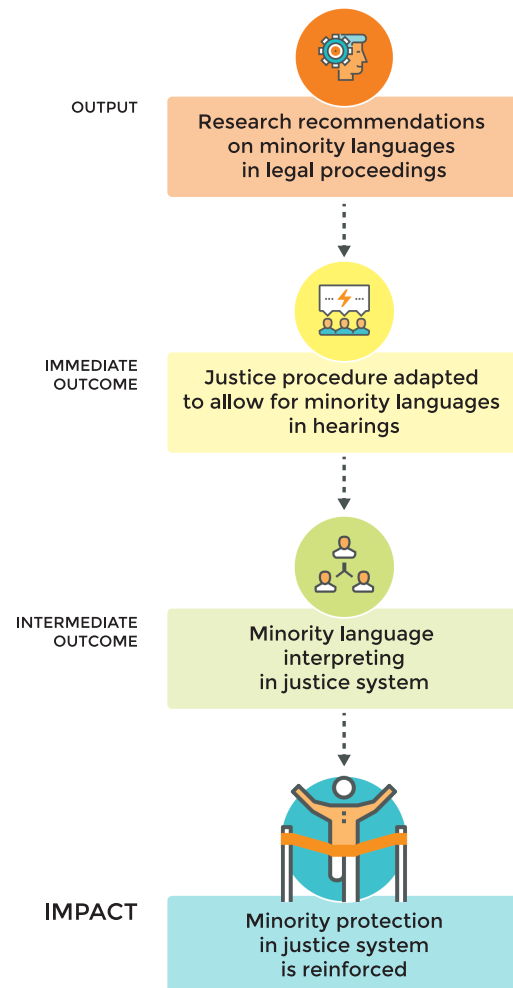 OUTPUT
Research recommendations
on minority languages
in legal proceedings
IMMEDIATE
OUTCOME
Justice procedure adapted
to allow for minority languages
in hearings
INTERMEDIATE
OUTCOME
Minority language
interpreting
in justice system
IMPACT
Minority protection
in justice system
is reinforced